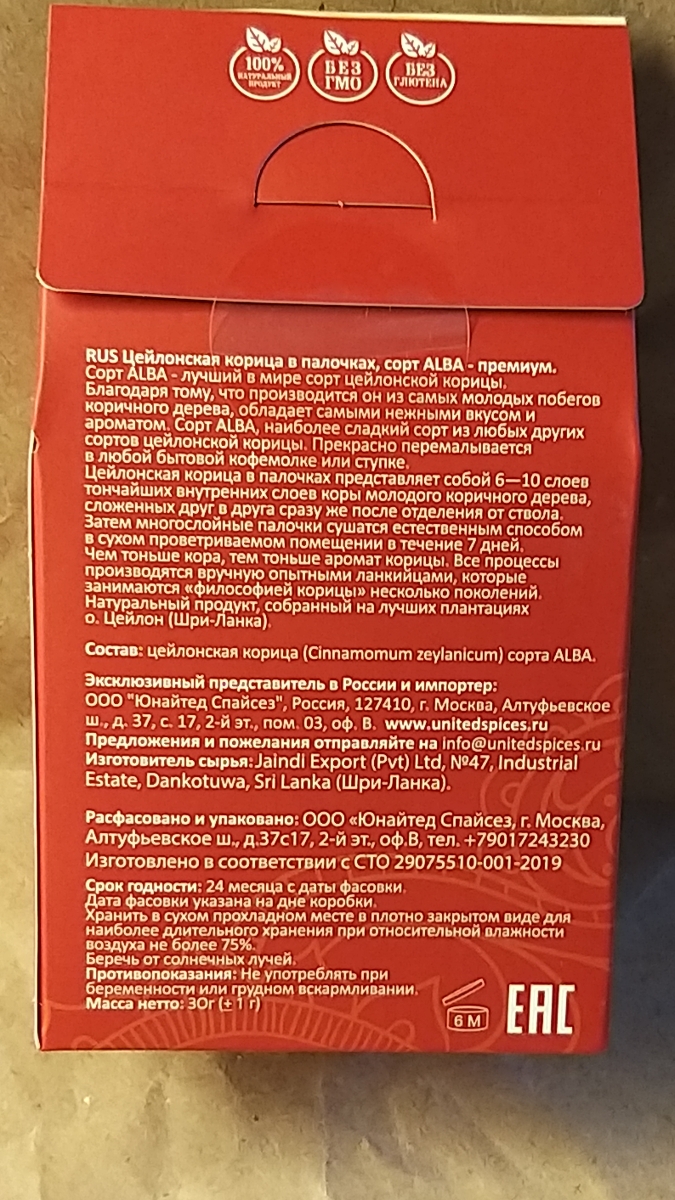 100%
НАТУРАЛЬНЫЙ
ПРОДУКТ
БЕЗ
ГМО
БЕЗ
ГЛЮТЕНА
RUS Цейлонская корица в палочках, сорт ALBA - премиум.
Сорт ALBA - лучший в мире сорт цейлонской корицы.
Благодаря тому, что производится он из самых молодых побегов
коричного дерева, обладает самыми нежными вкусом и
ароматом. Сорт ALBA, наиболее сладкий сорт из любых других
сортов цейлонской корицы. Прекрасно перемалывается
в любой бытовой кофемолке или ступке.
Цейлонская корица в палочках представляет собой 6—10 слоев
тончайших внутренних слоев коры молодого коричного дерева,
сложенных друг в друга сразу же после отделения от ствола.
Затем многослойные палочки сушатся естественным способом
в сухом проветриваемом помещении в течение 7 дней.
Чем тоньше кора, тем тоньше аромат корицы. Все процессы
производятся вручную опытными ланкийцами, которые
занимаются «философией корицы» несколько поколений.
Натуральный продукт, собранный на лучших плантациях
о. Цейлон (Шри-Ланка).
Состав: цейлонская корица (Cinnamomum zeylanicum) сорта ALBA.
Эксклюзивный представитель в России и импортер:
ООО "Юнайтед Спайсез", Россия, 127410, г. Москва, Алтуфьевское
ш., д. 37, с. 17, 2-й эт., пом. 03, оф. В. www.unitedspices.ru
Предложения и пожелания отправляйте на info@unitedspices.ru
Изготовитель сырья: Jaindi Export (Pvt) Ltd, №47, Industrial
Estate, Dankotuwa, Sri Lanka (Шри-Ланка).
Расфасовано и упаковано: ООО «Юнайтед Спайсез, г. Москва,
Алтуфьевское ш., д.37с17, 2-й эт., оф.В, тел. +79017243230
Изготовлено в соответствии с СТО 29075510-001-2019
Срок годности: 24 месяца с даты фасовки.
Дата фасовки указана на дне коробки.
Хранить в сухом прохладном месте в плотно закрытом виде для
наиболее длительного хранения при относительной влажности
воздуха не более 75%.
Беречь от солнечных лучей.
Противопоказания: Не употреблять при
беременности или грудном вскармливании.
Масса нетто: 30г (± 1 г)
6 М
EAC